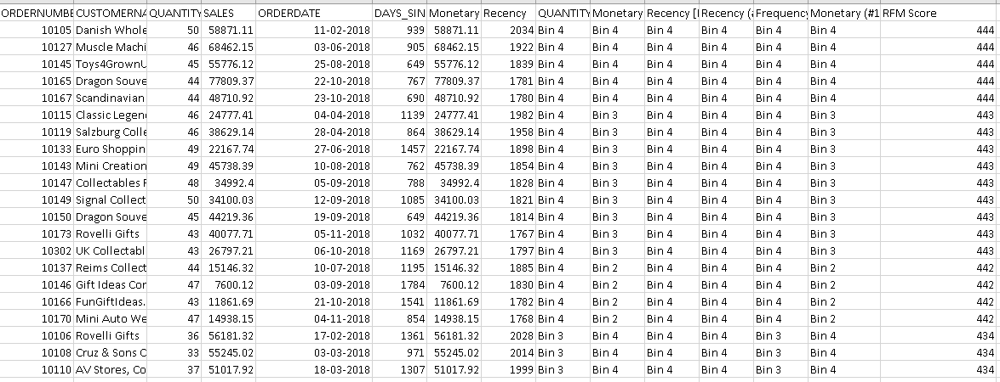 ORDERNUMBE CUSTOMERNA QUANTITY SALES ORDERDATE DAYS_SIN Monetary Recency QUANTITY Monetary Recency [I Recency (# Frequency Monetary (#1 RFM Score
10105 Danish Whole 50 58871.11 11-02-2018 939 58871.11 2034 Bin 4 Bin 4 Bin 4 Bin 4 Bin 4 Bin 4 444
10127 Muscle Machi 46 68462.15 03-06-2018 905 68462.15 1922 Bin 4 Bin 4 Bin 4 Bin 4 Bin 4 Bin 4 444
10145 Toys4GrownU 45 55776.12 25-08-2018 649 55776.12 1839 Bin 4 Bin 4 Bin 4 Bin 4 Bin 4 Bin 4 444
10165 Dragon Souve 44 77809.37 22-10-2018 767 77809.37 1781 Bin 4 Bin 4 Bin 4 Bin 4 Bin 4 Bin 4 444
10167 Scandinavian 44 48710.92 23-10-2018 690 48710.92 1780 Bin 4 Bin 4 Bin 4 Bin 4 Bin 4 Bin 4 444
10115 Classic Legen 46 24777.41 04-04-2018 1139 24777.41 1982 Bin 4 Bin 3 Bin 4 Bin 4 Bin 4 Bin 3 443
10119 Salzburg Colle 46 38629.14 28-04-2018 864 38629.14 1958 Bin 4 Bin 3 Bin 4 Bin 4 Bin 4 Bin 3 443
10133 Euro Shoppin 49 22167.74 27-06-2018 1457 22167.74 1898 Bin 4 Bin 3 Bin 4 Bin 4 Bin 4 Bin 3 443
10143 Mini Creation 49 45738.39 10-08-2018 762 45738.39 1854 Bin 4 Bin 3 Bin 4 Bin 4 Bin 4 Bin 3 443
10147 Collectables F 48 34992.4 05-09-2018 788 34992.4 1828 Bin 4 Bin 3 Bin 4 Bin 4 Bin 4 Bin 3 443
10149 Signal Collect 50 34100.03 12-09-2018 1085 34100.03 1821 Bin 4 Bin 3 Bin 4 Bin 4 Bin 4 Bin 3 443
10150 Dragon Souve 45 44219.36 19-09-2018 649 44219.36 1814 Bin 4 Bin 3 Bin 4 Bin 4 Bin 4 Bin 3 443
10173 Rovelli Gifts 43 40077.71 05-11-2018 1032 40077.71 1767 Bin 4 Bin 3 Bin 4 Bin 4 Bin 4 Bin 3 443
10302 UK Collectabl 43 26797.21 06-10-2018 1169 26797.21 1797 Bin 4 Bin 3 Bin 4 Bin 4 Bin 4 Bin 3 443
10137 Reims Collect 44 15146.32 10-07-2018 1195 15146.32 1885 Bin 4 Bin 2 Bin 4 Bin 4 Bin 4 Bin 2 442
10146 Gift Ideas Cor 47 7600.12 03-09-2018 1784 7600.12 1830 Bin 4 Bin 2 Bin 4 Bin 4 Bin 4 Bin 2 442
10166 FunGiftIdeas. 43 11861.69 21-10-2018 1541 11861.69 1782 Bin 4 Bin 2 Bin 4 Bin 4 Bin 4 Bin 2 442
10170 Mini Auto We 47 14938.15 04-11-2018 854 14938.15 1768 Bin 4 Bin 2 Bin 4 Bin 4 Bin 4 Bin 2 442
10106 Rovelli Gifts 36 56181.32 17-02-2018 1361 56181.32 2028 Bin 3 Bin 4 Bin 4 Bin 4 Bin 3 Bin 4 434
10108 Cruz & Sons C 33 55245.02 03-03-2018 971 55245.02 2014 Bin 3 Bin 4 Bin 4 Bin 4 Bin 3 Bin 4 434
10110 AV Stores, Co 37 51017.92 18-03-2018 1307 51017.92 1999 Bin 3 Bin 4 Bin 4 Bin 4 Bin 3 Bin 4 434